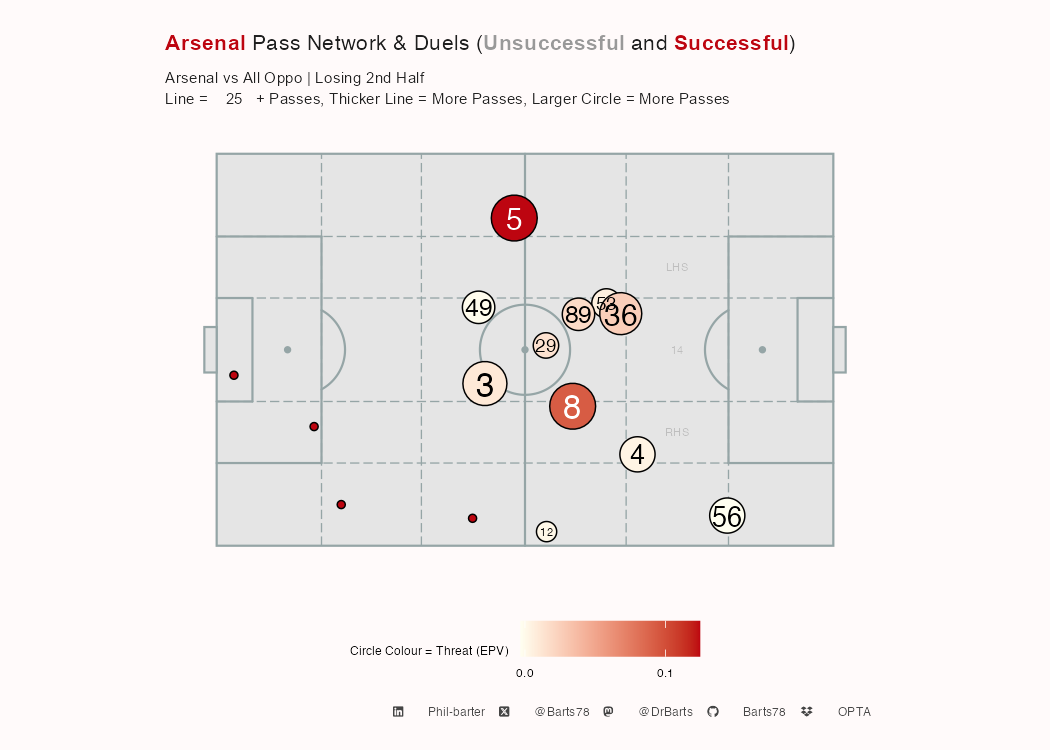 Arsenal Pass Network & Duels (Unsuccessful and Successful)
Arsenal vs All Oppo | Losing 2nd Half
Line = 25 + Passes, Thicker Line = More Passes, Larger Circle = More Passes
5
LHS
49
53
89
36
29
14
3
8
RHS
4
56
12
Circle Colour = Threat (EPV)
0.0 0.1
Phil-barter @Barts78 @DrBarts Barts78 OPTA